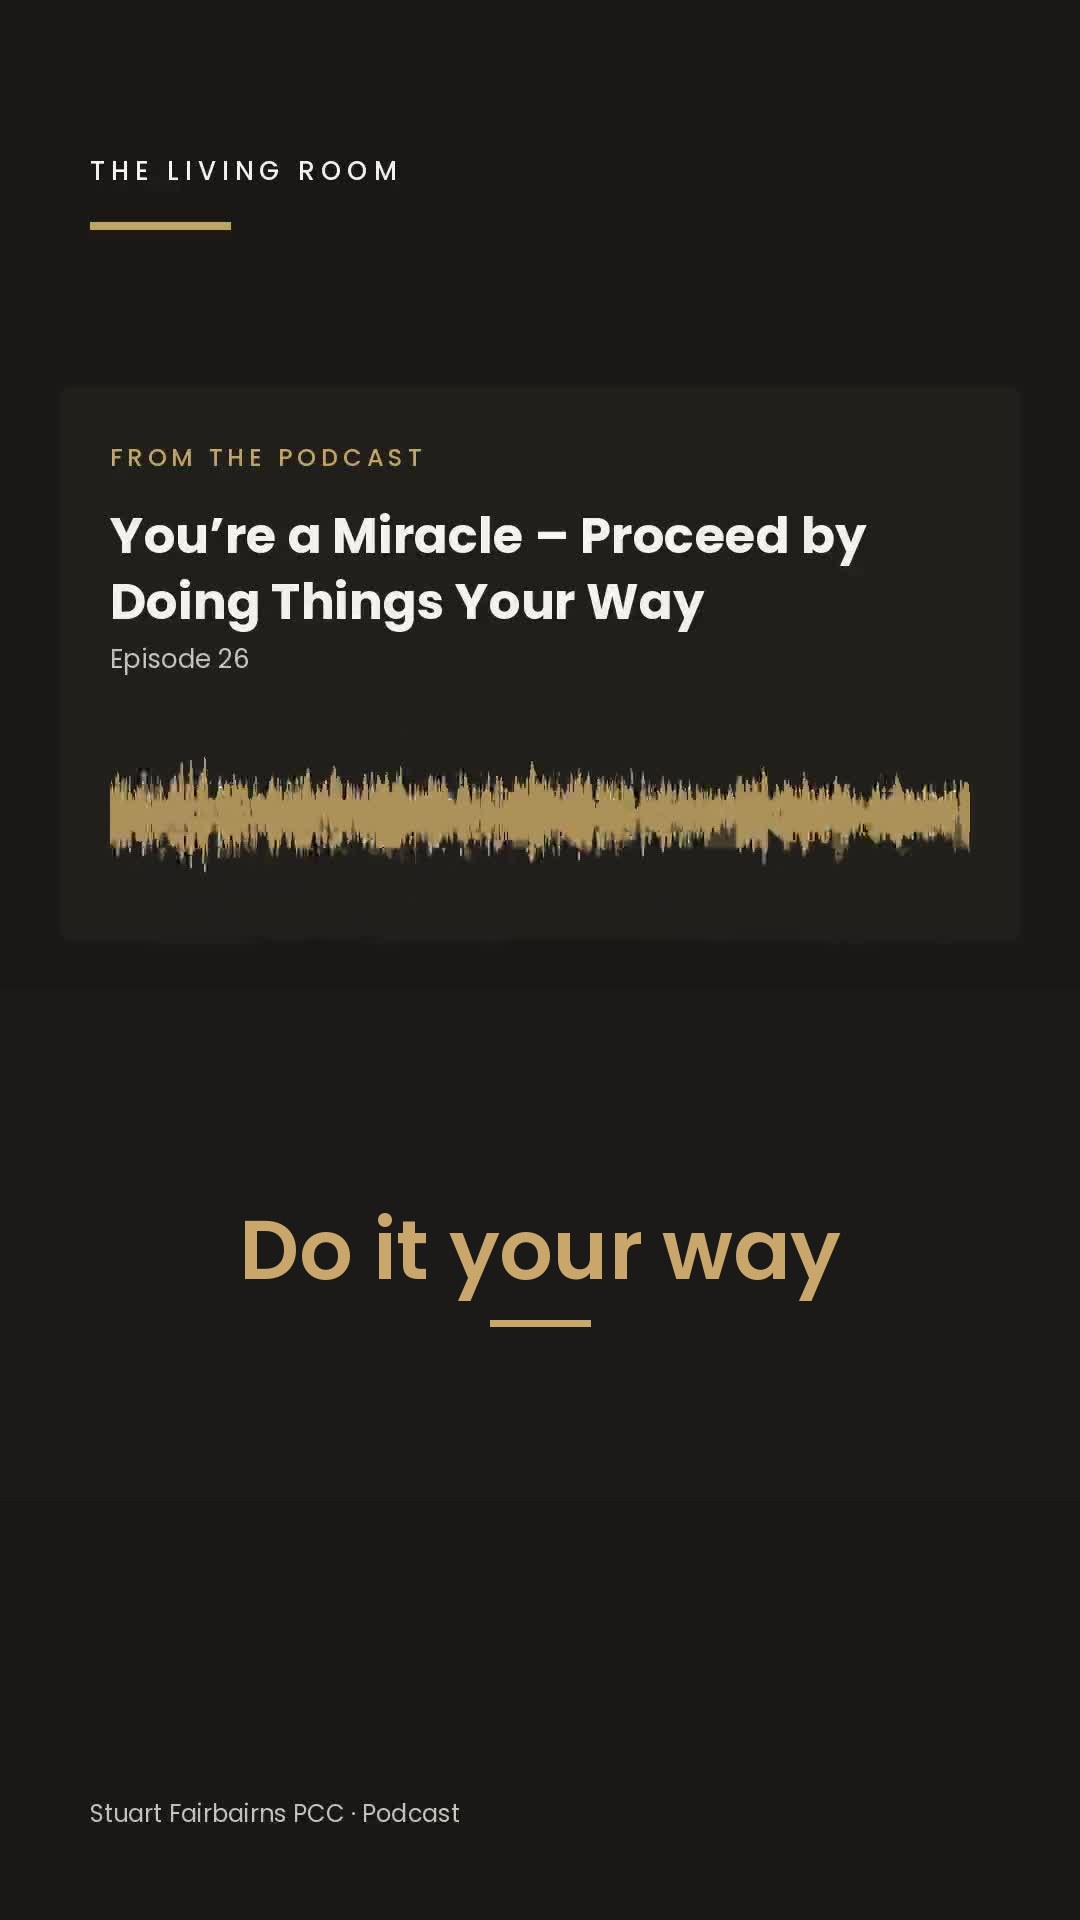 THE LIVING ROOM
FROM THE PODCAST
You’re a Miracle – Proceed by
Doing Things Your Way
Episode 26
Do it your way
Stuart Fairbairns PCC · Podcast